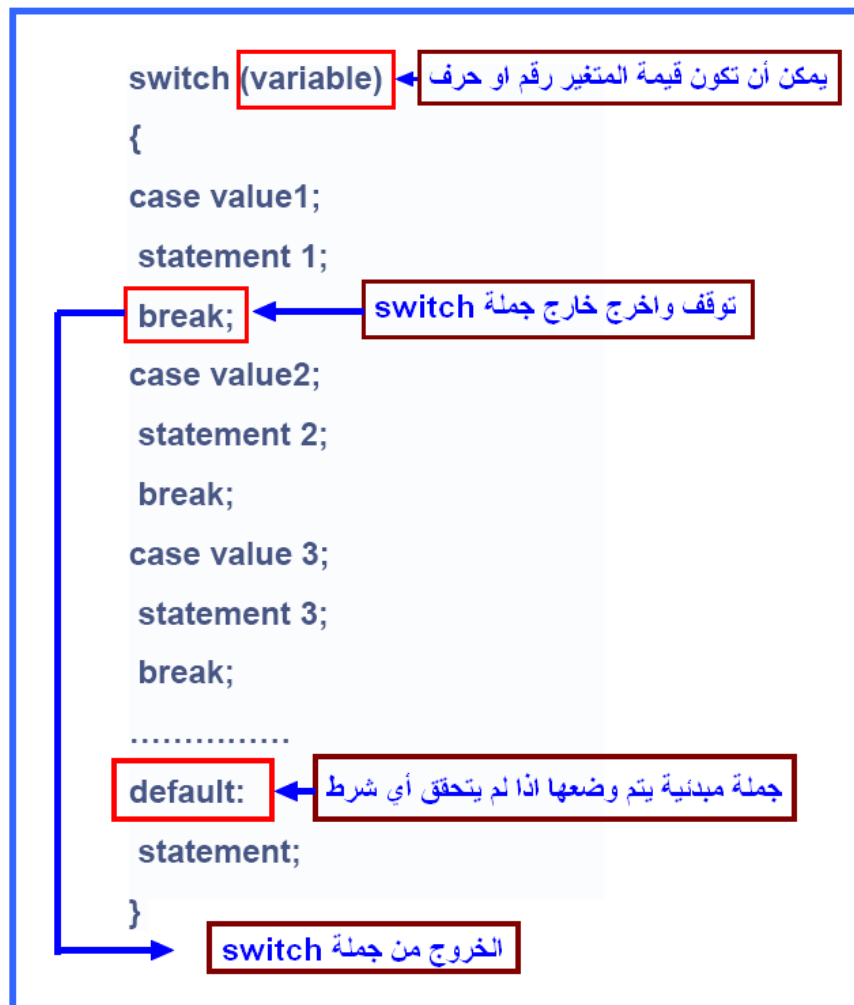 switch (variable)
يمكن أن تكون قيمة المتغير رقم او حرف
{
case value1;
statement 1;
break;
توقف واخرج خارج جملة switch
case value2;
statement 2;
break;
case value 3;
statement 3;
break;
...............
default:
جملة مبدئية يتم وضعها اذا لم يتحقق أي شرط
statement;
}
الخروج من جملة switch